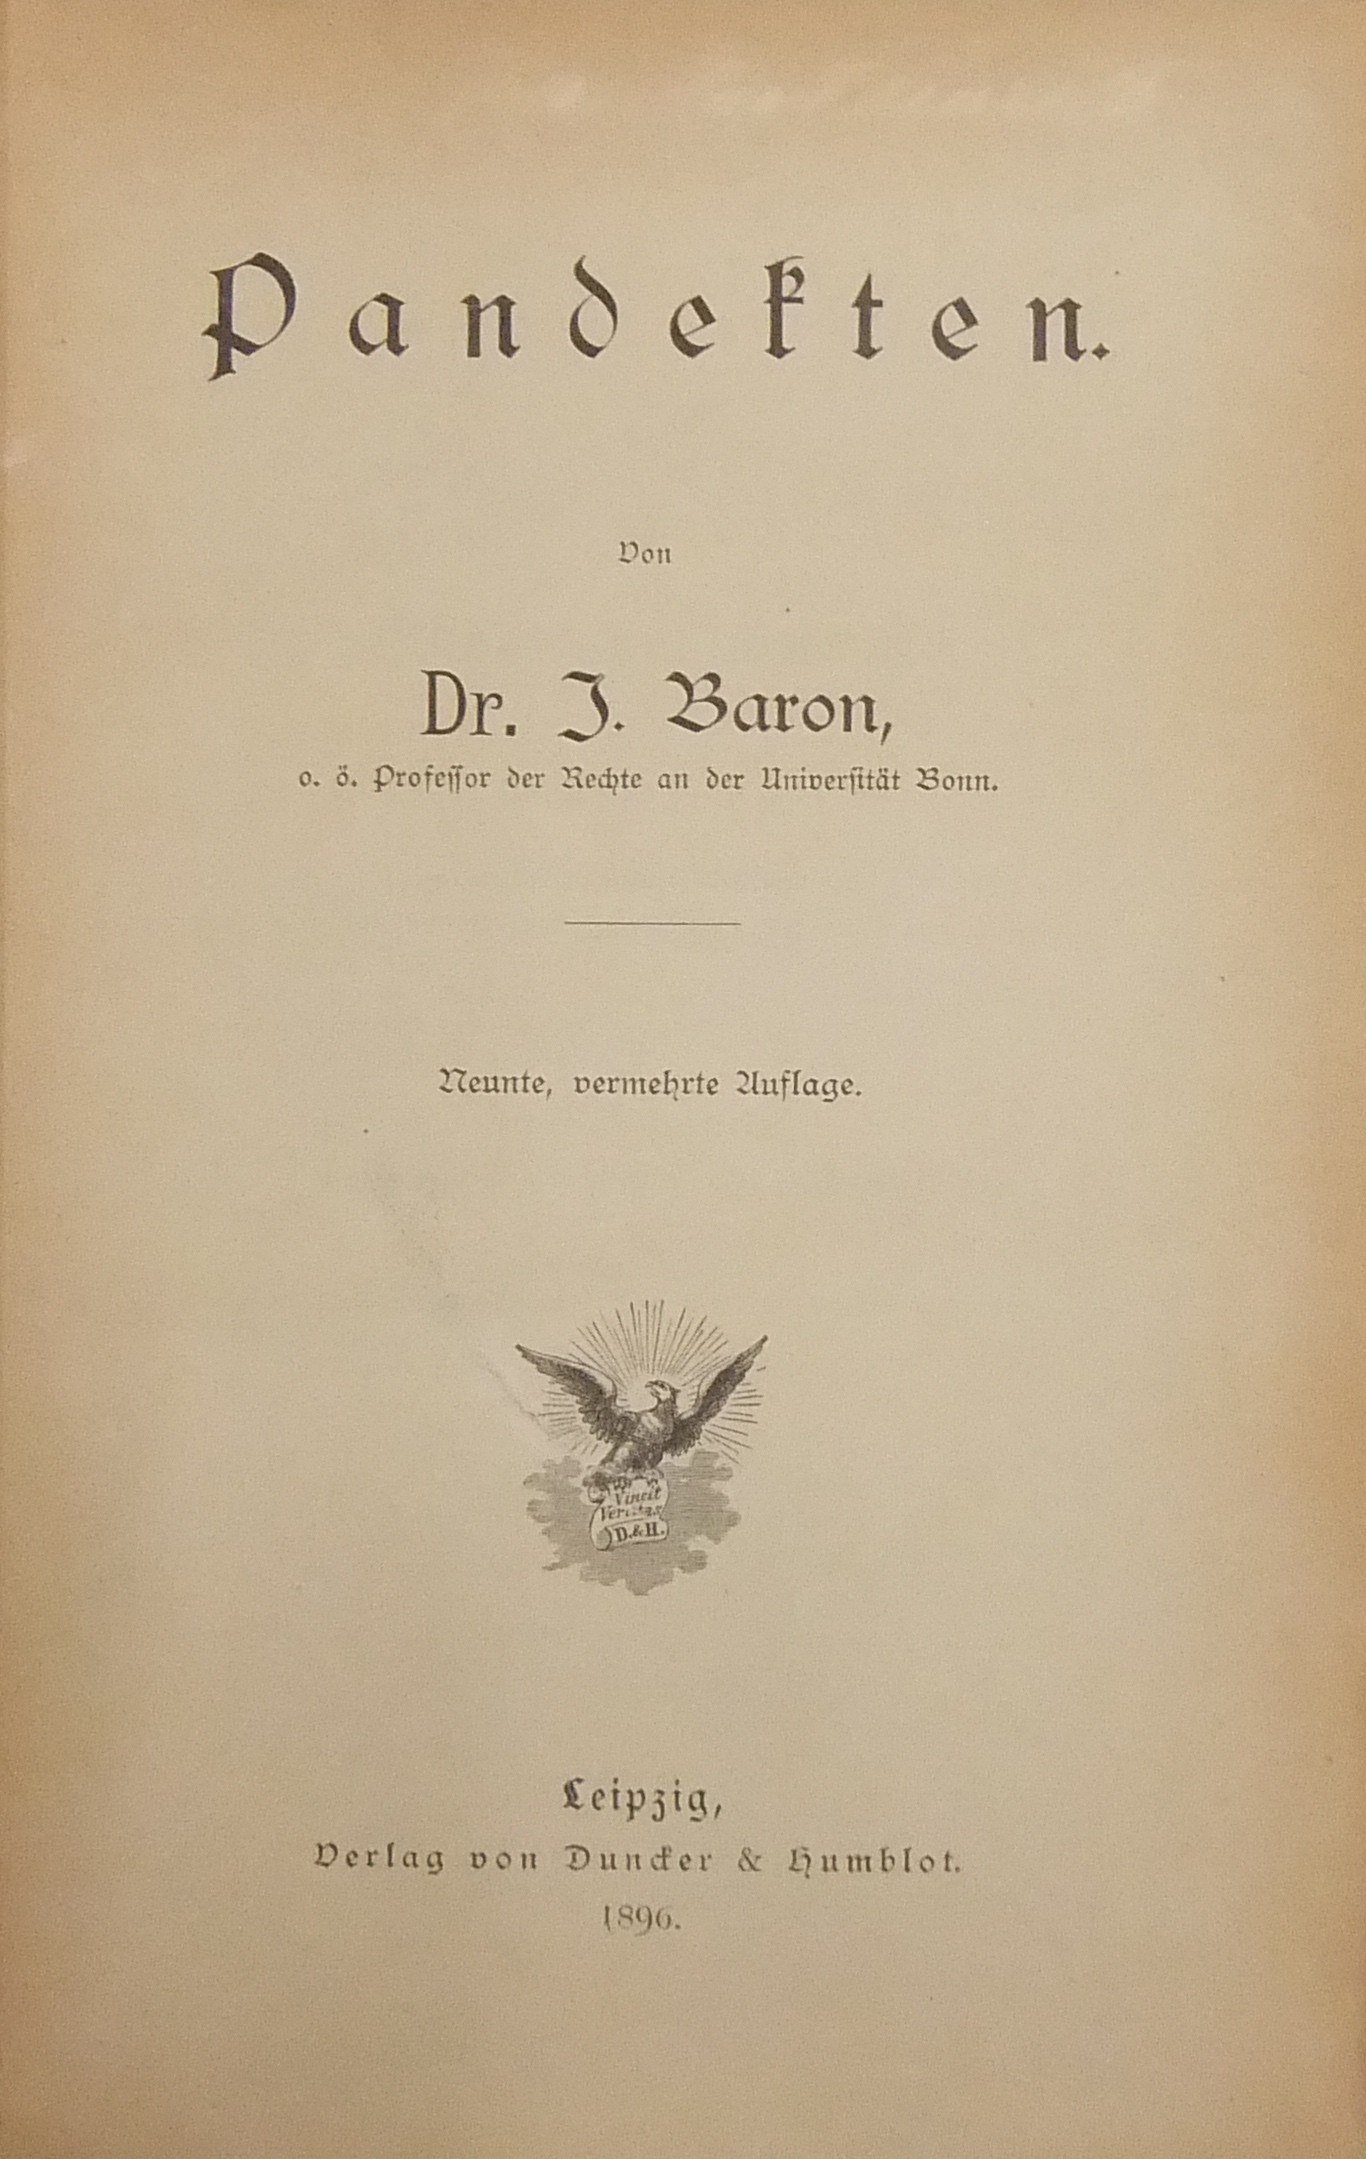 Pandekten.
Von
Dr. J. Baron,
o. ö. Professor der Rechte an der Universität Bonn.
Neunte, vermehrte Auflage.
Vincit
Veritas
D.&H.
Leipzig,
Verlag von Duncker & Humblot.
1896.